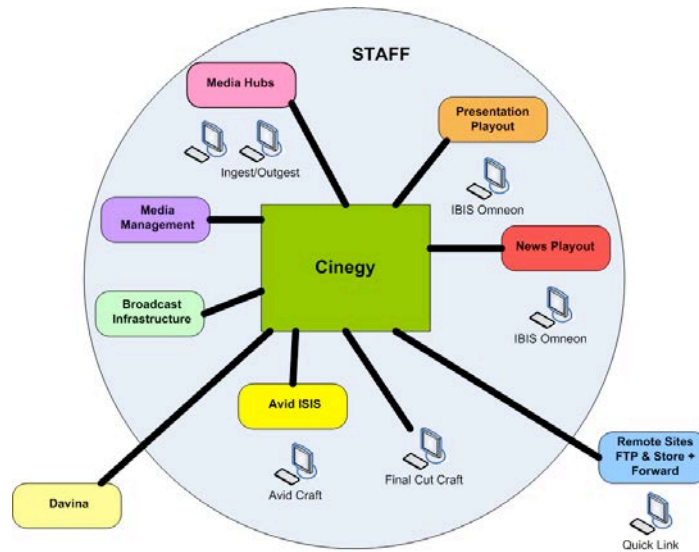 STAFF
Media Hubs
Ingest/Outgest
Presentation
Playout
IBIS Omneon
Media
Management
Cinegy
News Playout
IBIS Omneon
Broadcast
Infrastructure
Avid ISIS
Avid Craft
Final Cut Craft
Remote Sites
FTP & Store +
Forward
Quick Link
Davina